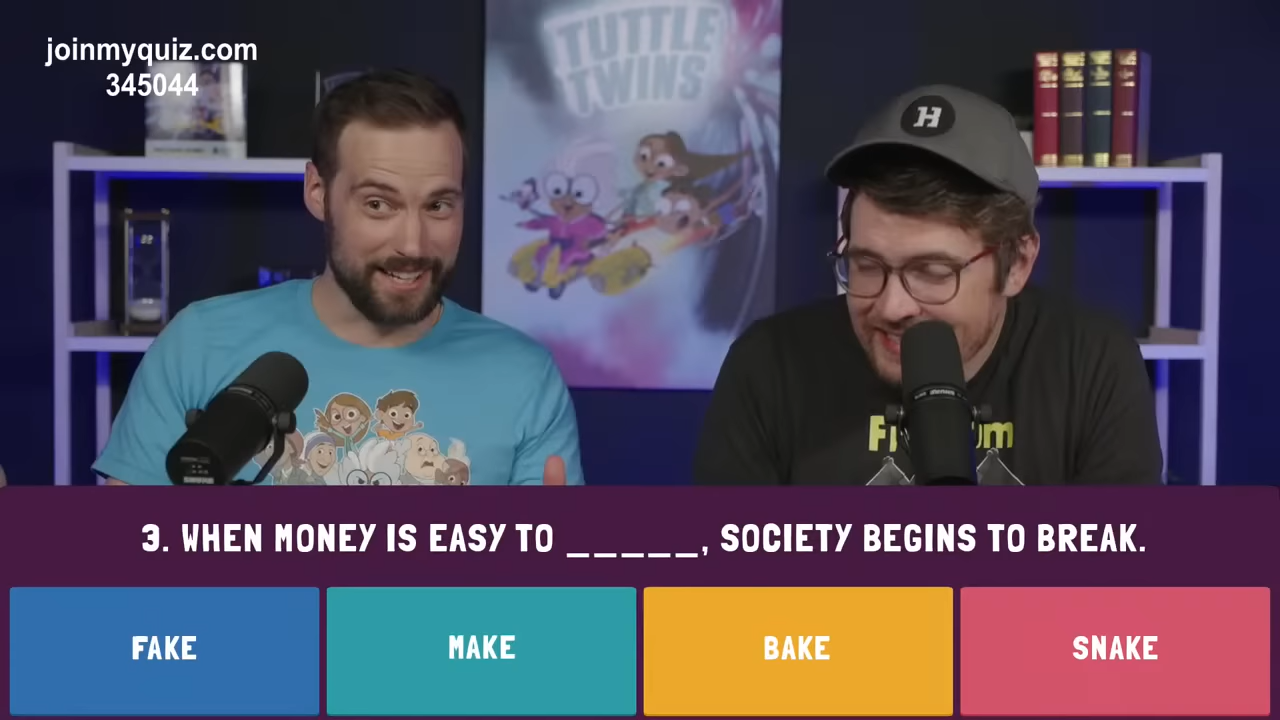 joinmyquiz.com
345044
TUTTLE
TWINS
H
3. WHEN MONEY IS EASY TO _____, SOCIETY BEGINS TO BREAK.
FAKE
MAKE
BAKE
SNAKE